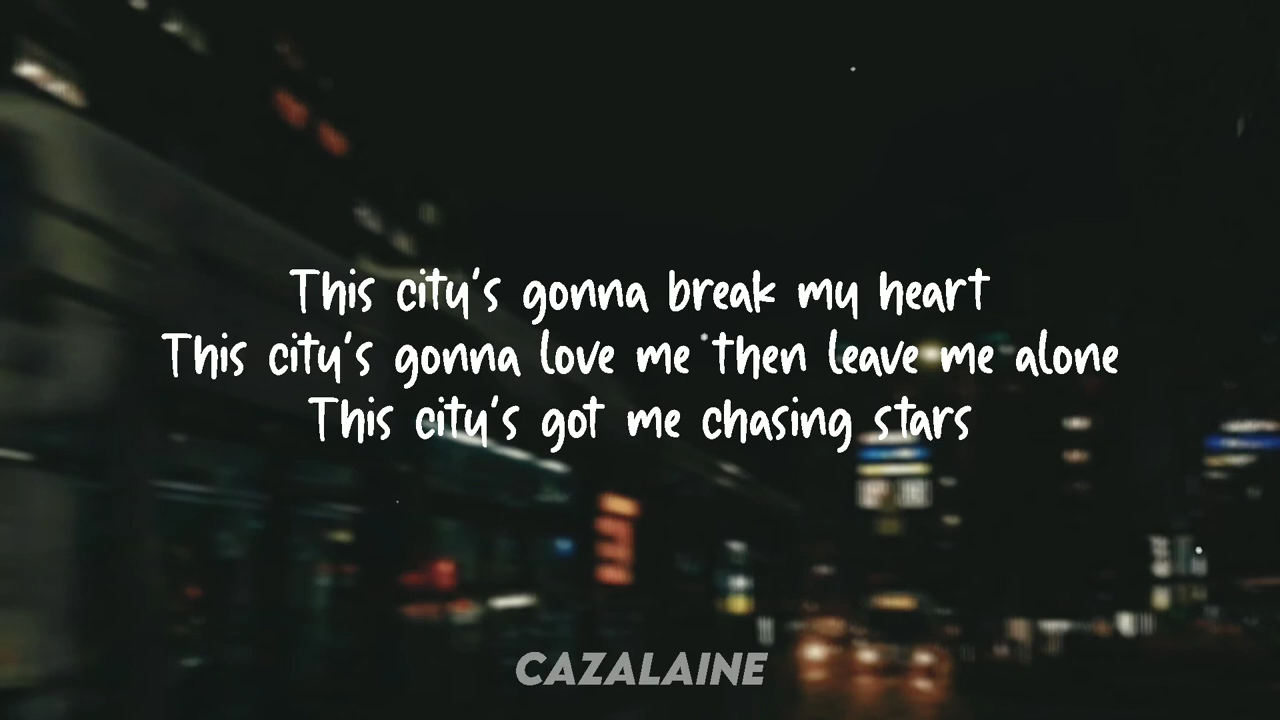 This city's gonna break my heart
This city's gonna love me then leave me alone
This city's got me chasing stars
CAZALAINE